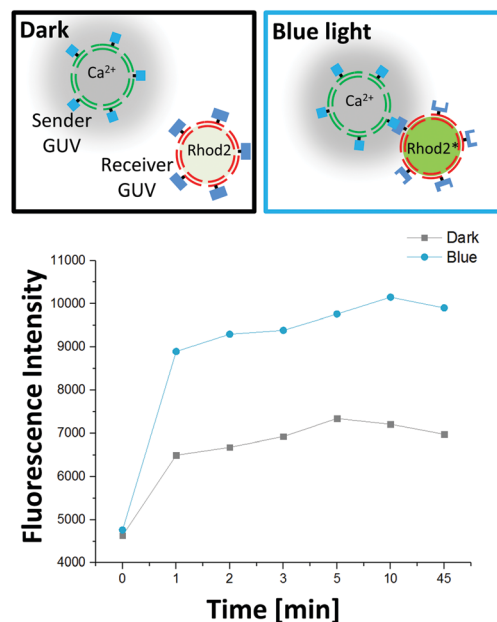 Dark
Ca²⁺
Sender
GUV
Receiver
GUV
Rhod2
Blue light
Ca²⁺
Rhod2*
Dark
Blue
11000
10000
9000
8000
7000
6000
5000
4000
Fluorescence Intensity
0 1 2 3 5 10 45
Time [min]